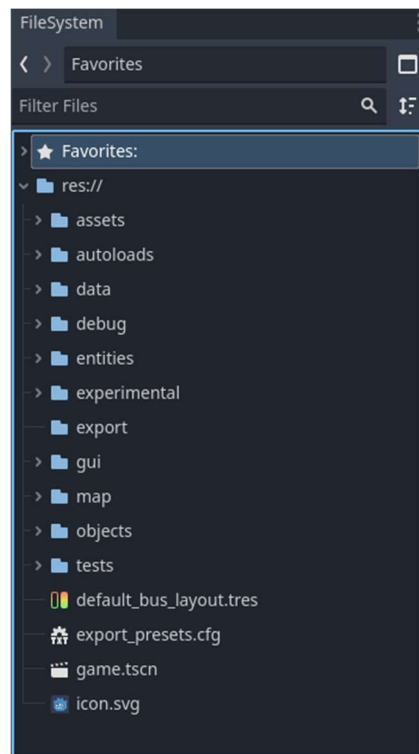 FileSystem
Favorites
Filter Files
Favorites:
res://
assets
autoloads
data
debug
entities
experimental
export
gui
map
objects
tests
default_bus_layout.tres
export_presets.cfg
game.tscn
icon.svg